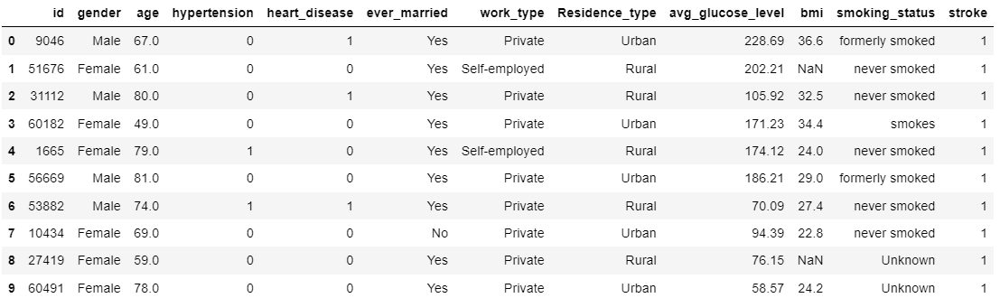 id gender age hypertension heart_disease ever_married work_type Residence_type avg_glucose_level bmi smoking_status stroke
0 9046 Male 67.0 0 1 Yes Private Urban 228.69 36.6 formerly smoked 1
1 51676 Female 61.0 0 0 Yes Self-employed Rural 202.21 NaN never smoked 1
2 31112 Male 80.0 0 1 Yes Private Rural 105.92 32.5 never smoked 1
3 60182 Female 49.0 0 0 Yes Private Urban 171.23 34.4 smokes 1
4 1665 Female 79.0 1 0 Yes Self-employed Rural 174.12 24.0 never smoked 1
5 56669 Male 81.0 0 0 Yes Private Urban 186.21 29.0 formerly smoked 1
6 53882 Male 74.0 1 1 Yes Private Rural 70.09 27.4 never smoked 1
7 10434 Female 69.0 0 0 No Private Urban 94.39 22.8 never smoked 1
8 27419 Female 59.0 0 0 Yes Private Rural 76.15 NaN Unknown 1
9 60491 Female 78.0 0 0 Yes Private Urban 58.57 24.2 Unknown 1